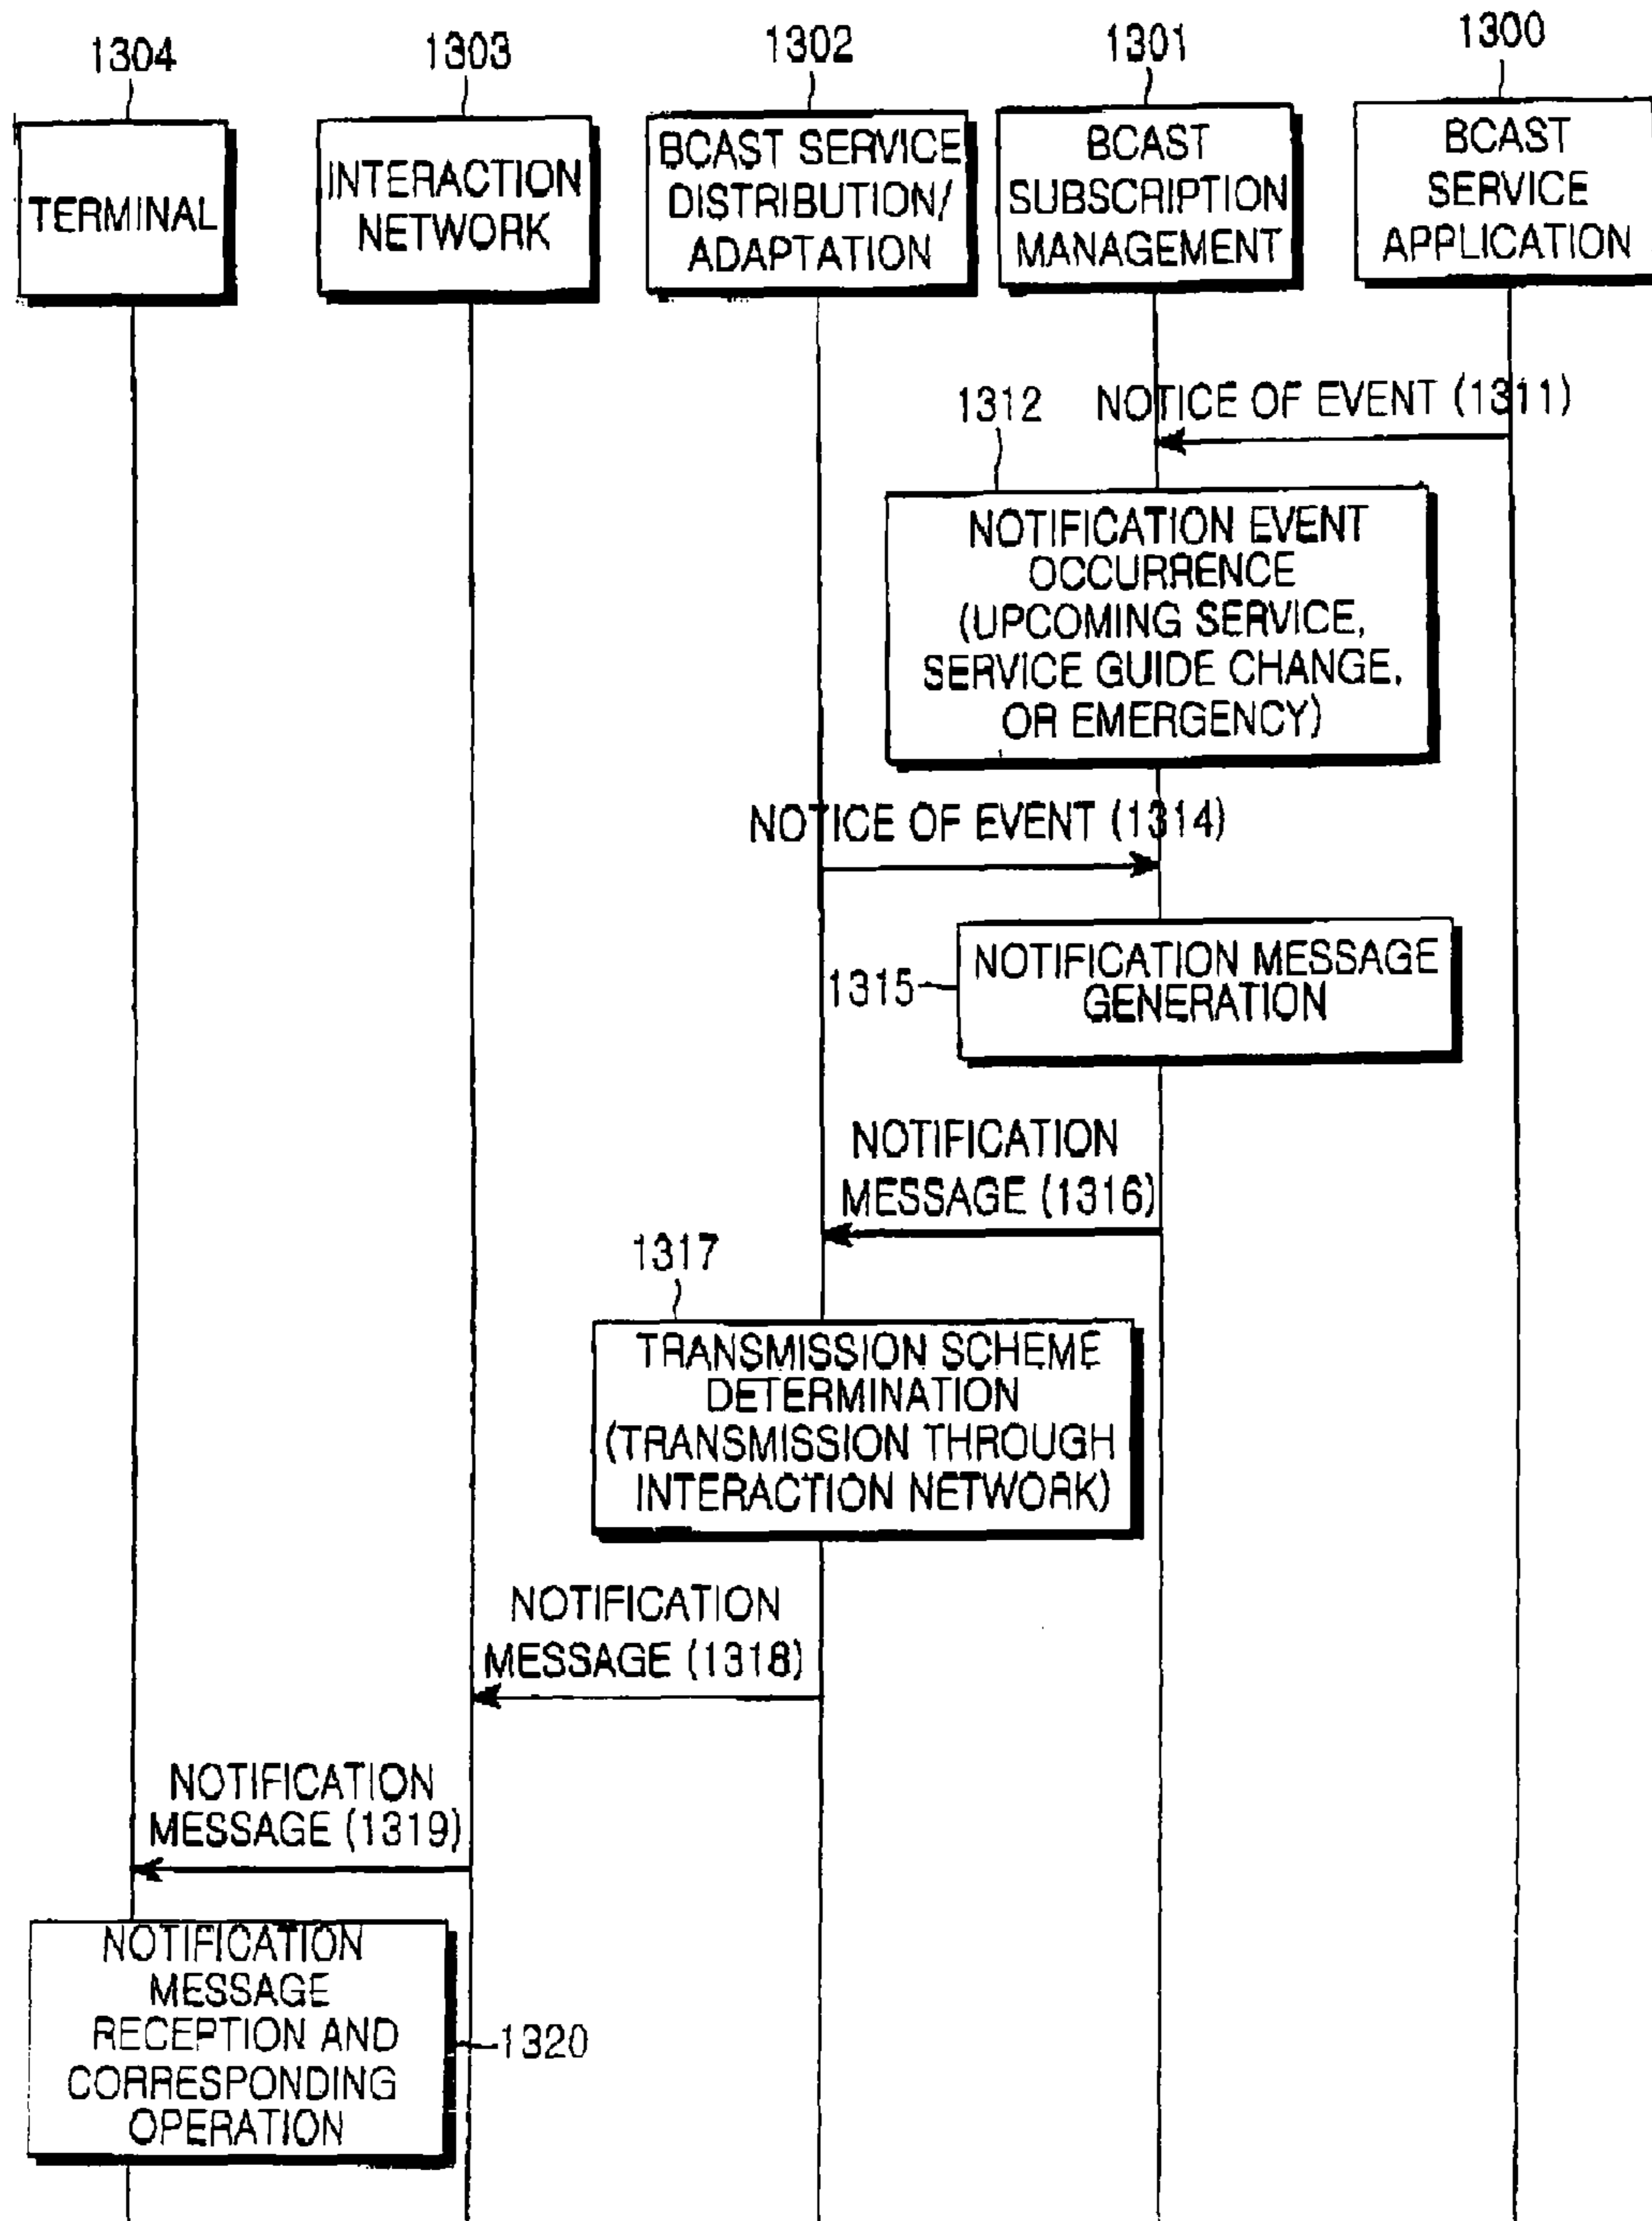 1304
1303
1302
1301
1300
TERMINAL
INTERACTION
NETWORK
BCAST SERVICE
DISTRIBUTION/
ADAPTATION
BCAST
SUBSCRIPTION
MANAGEMENT
BCAST
SERVICE
APPLICATION
NOTICE OF EVENT (1311)
1312
NOTIFICATION EVENT
OCCURRENCE
(UPCOMING SERVICE,
SERVICE GUIDE CHANGE,
OR EMERGENCY)
NOTICE OF EVENT (1314)
1315
NOTIFICATION MESSAGE
GENERATION
NOTIFICATION
MESSAGE (1316)
1317
TRANSMISSION SCHEME
DETERMINATION
(TRANSMISSION THROUGH
INTERACTION NETWORK)
NOTIFICATION
MESSAGE (1318)
NOTIFICATION
MESSAGE (1319)
NOTIFICATION
MESSAGE
RECEPTION AND
CORRESPONDING
OPERATION
1320